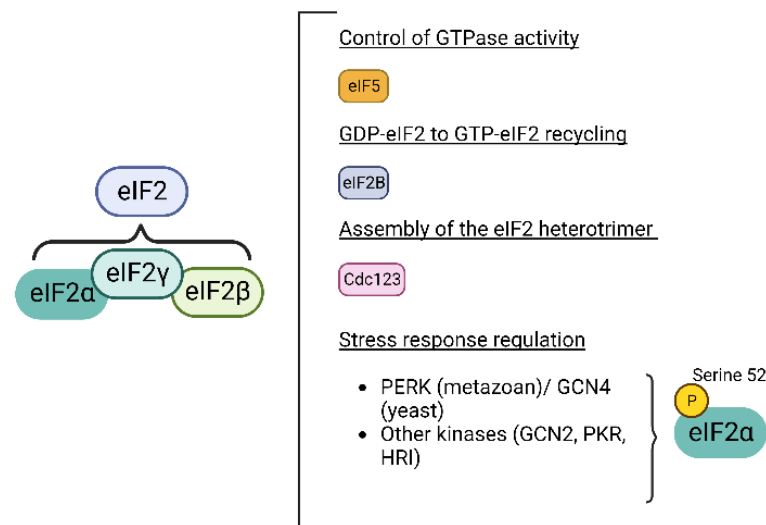 Control of GTPase activity
eIF5
GDP-eIF2 to GTP-eIF2 recycling
eIF2B
eIF2
eIF2α
eIF2γ
eIF2β
Assembly of the eIF2 heterotrimer
Cdc123
Stress response regulation
• PERK (metazoan)/ GCN4
(yeast)
• Other kinases (GCN2, PKR,
HRI)
Serine 52
P
eIF2α